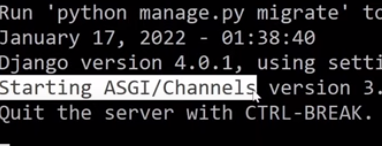 Run 'python manage.py migrate' to
January 17, 2022 - 01:38:40
Django version 4.0.1, using setti
Starting ASGI/Channels version 3.
Quit the server with CTRL-BREAK.